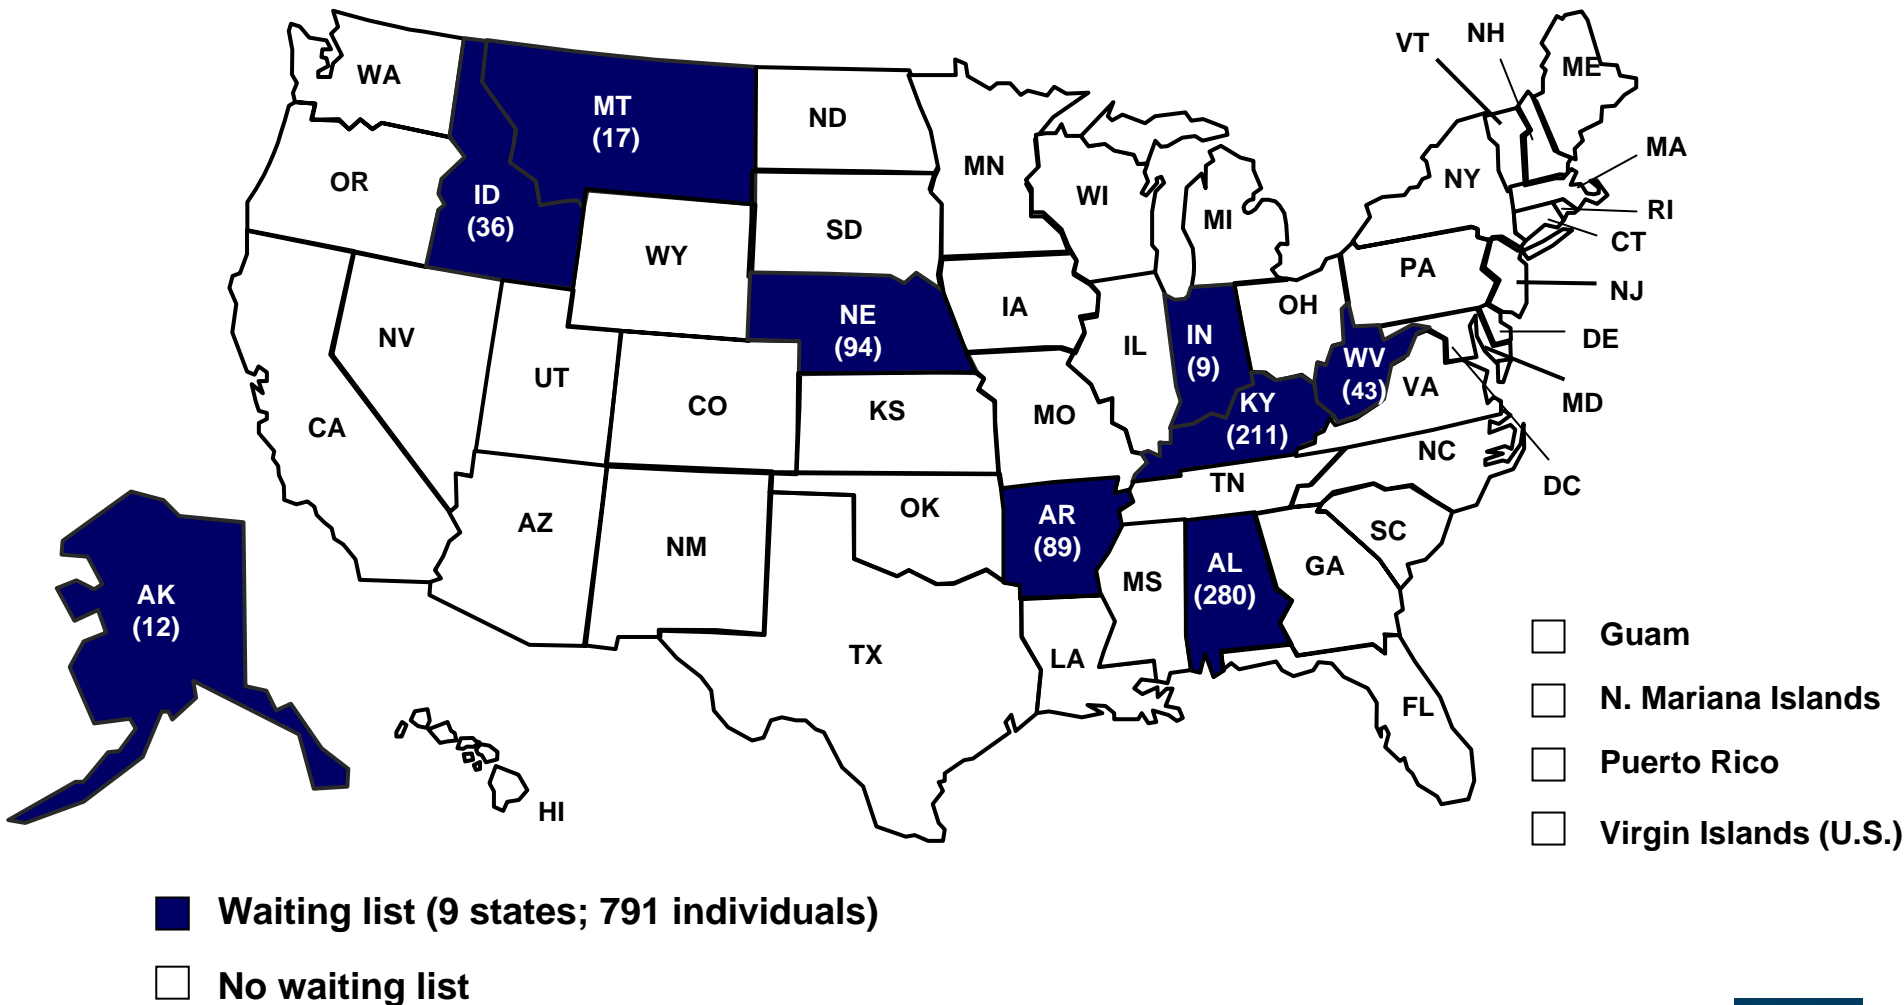 VT
NH
ME
WA
MT
(17)
ND
MN
MA
OR
ID
(36)
WI
NY
RI
SD
MI
CT
WY
PA
NJ
NV
NE
(94)
IA
IL
IN
(9)
OH
WV
(43)
DE
UT
CO
KS
MO
KY
(211)
VA
MD
CA
NC
DC
TN
AZ
NM
OK
AR
(89)
SC
MS
AL
(280)
GA
AK
(12)
TX
LA
FL
HI
Guam
N. Mariana Islands
Puerto Rico
Virgin Islands (U.S.)
Waiting list (9 states; 791 individuals)
No waiting list